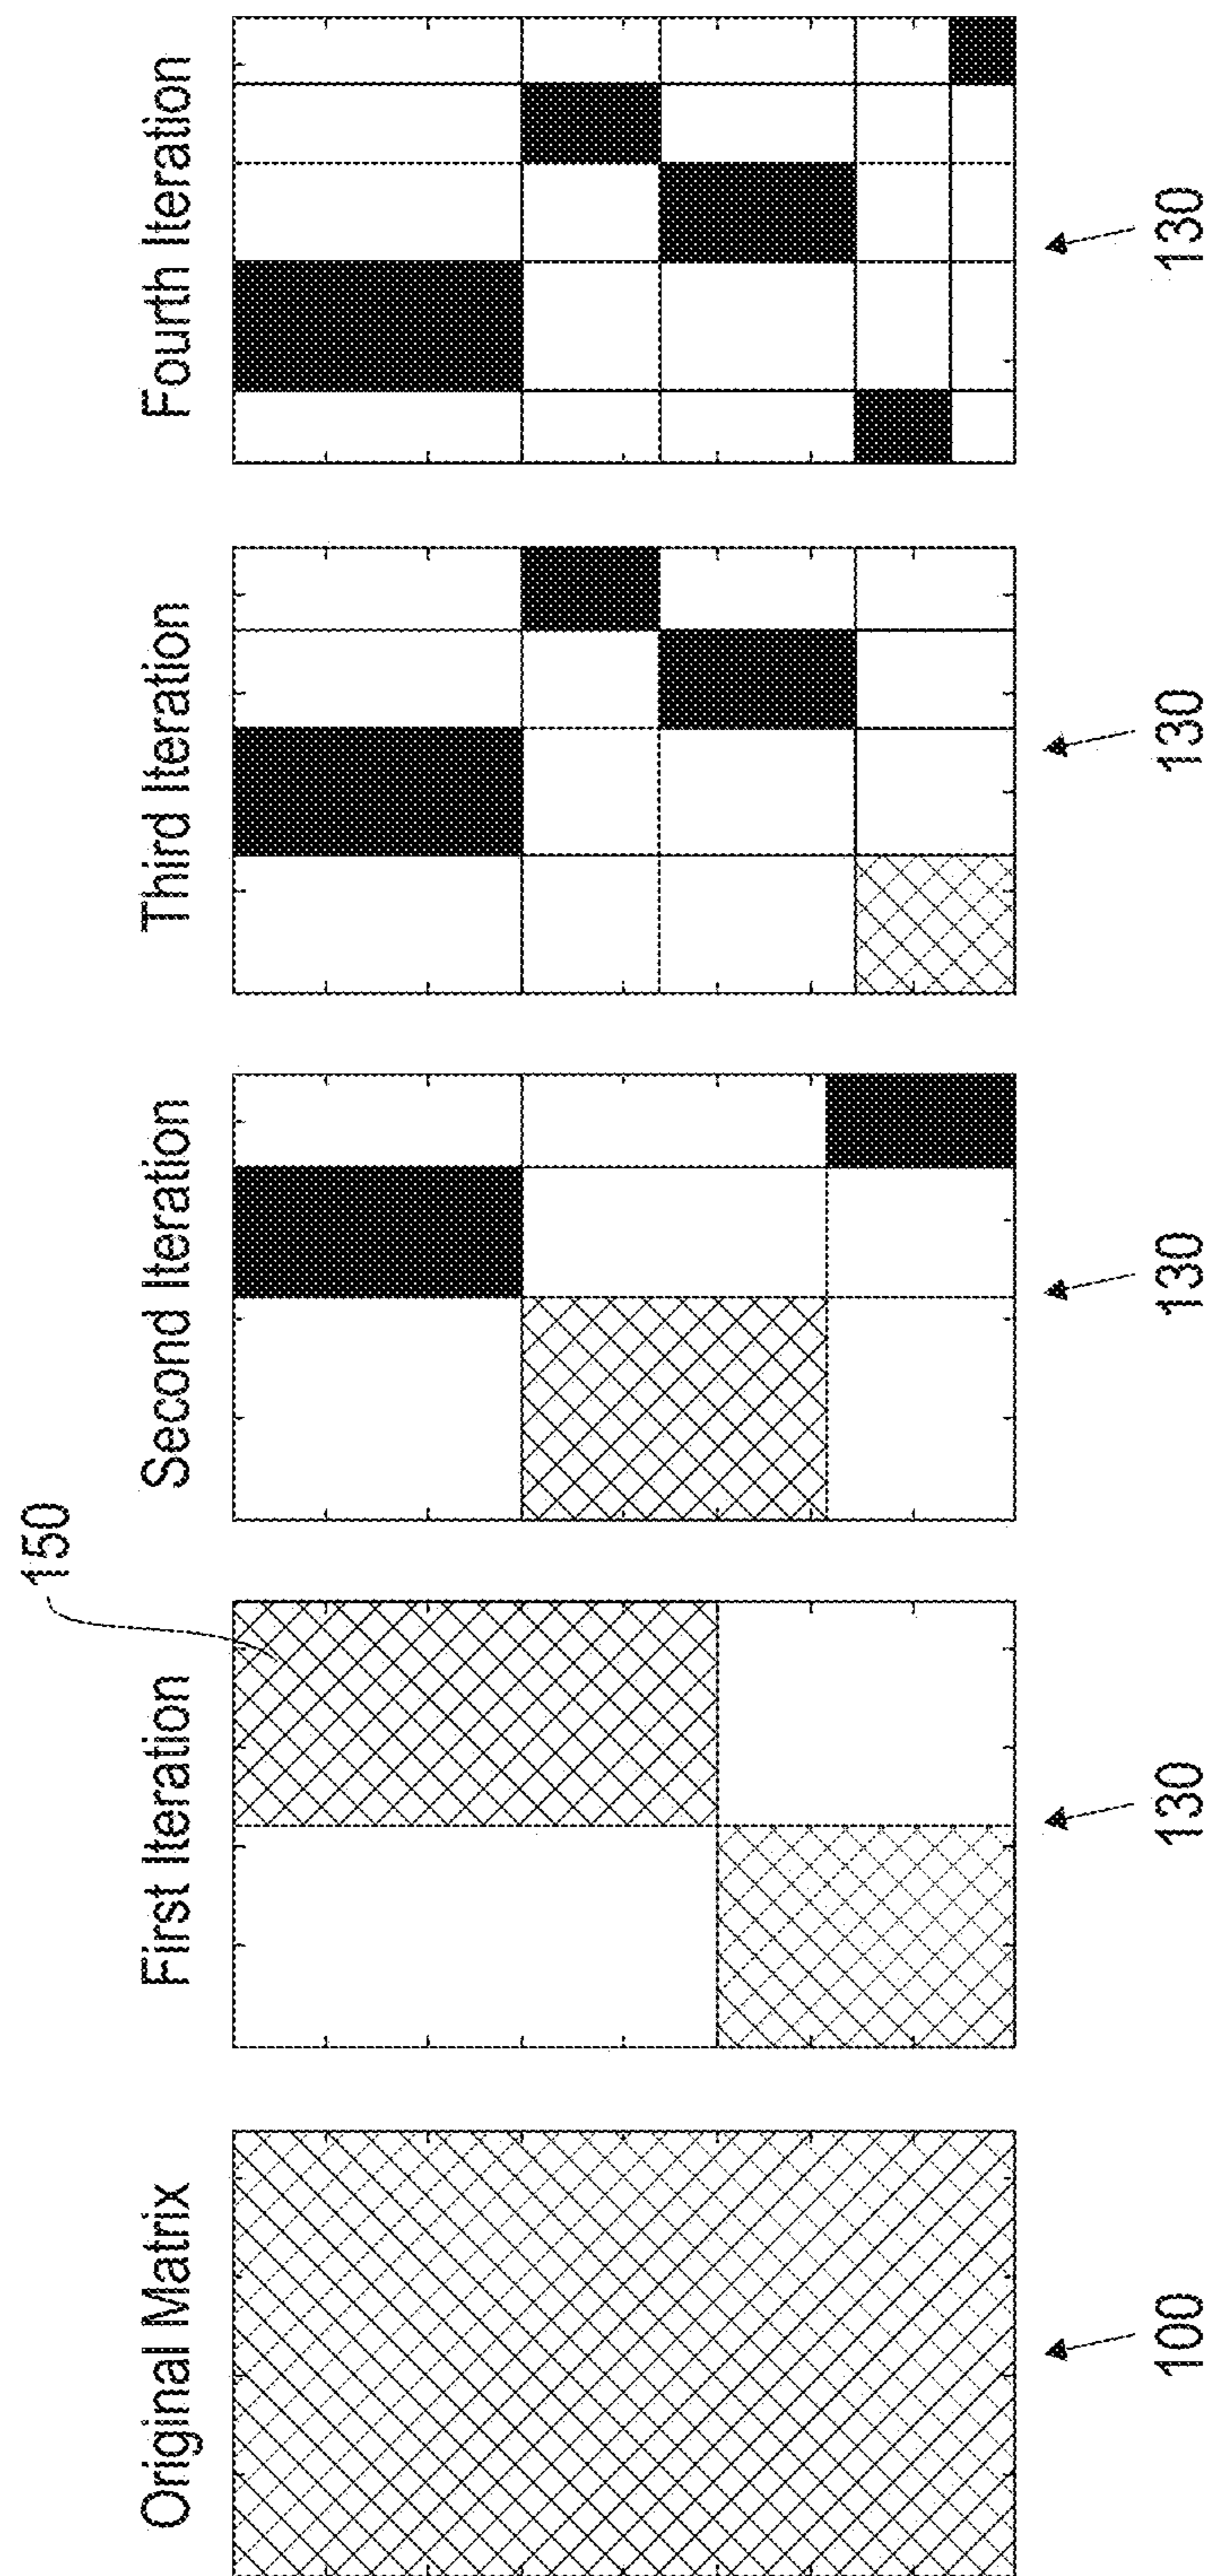 150
Original Matrix
First Iteration
Second Iteration
Third Iteration
Fourth Iteration
100
130
130
130
130